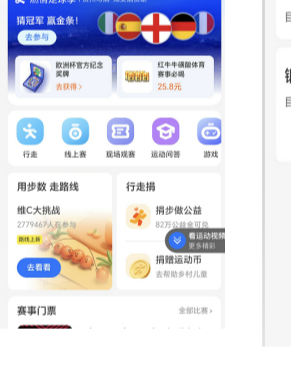 猜冠军 赢金条！
去参与
欧洲杯官方纪念
奖牌
去获得›
红牛牛磺酸体育
赛事必喝
25.8元
行走
线上赛
现场观赛
运动问答
游戏
用步数 走路线
维C大挑战
2779467人在参与
路线上新
去看看
行走捐
捐步做公益
82万公益金可兑
看运动视频
更多精彩
捐赠运动币
去帮助乡村儿童
赛事门票
全部比赛›
目
目